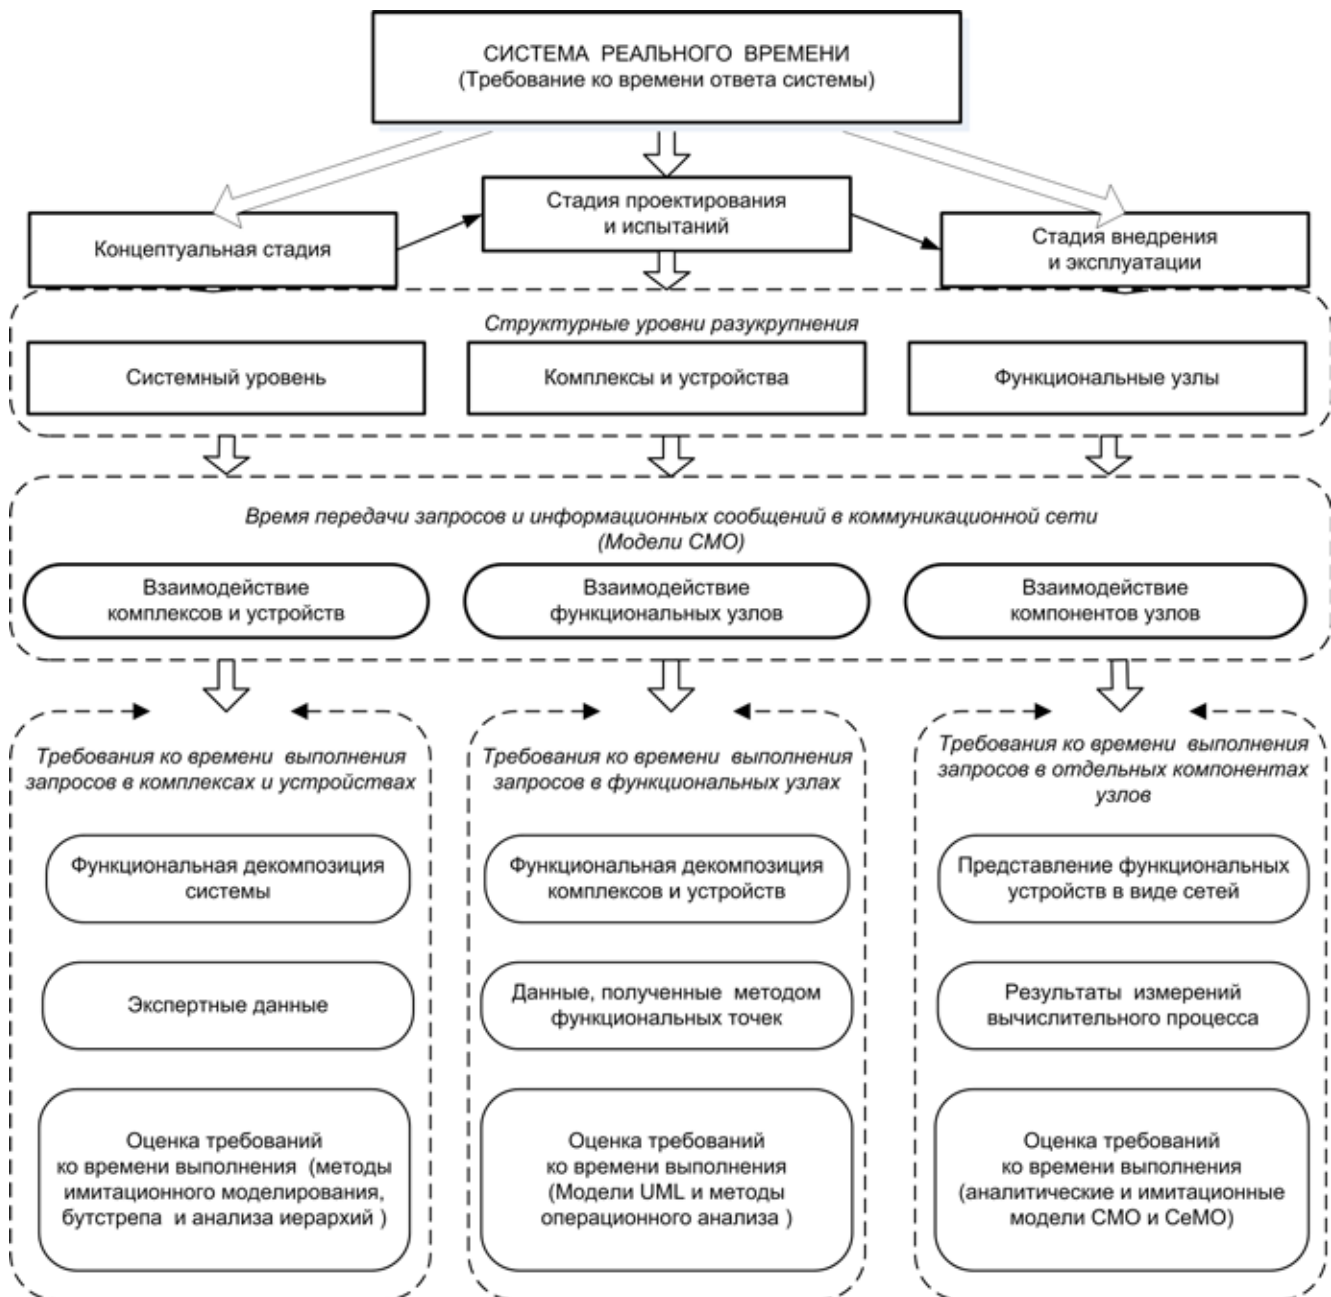 СИСТЕМА РЕАЛЬНОГО ВРЕМЕНИ
(Требование ко времени ответа системы)
Концептуальная стадия
Стадия проектирования
и испытаний
Стадия внедрения
и эксплуатации
Структурные уровни разукрупнения
Системный уровень
Комплексы и устройства
Функциональные узлы
Время передачи запросов и информационных сообщений в коммуникационной сети
(Модели СМО)
Взаимодействие
комплексов и устройств
Взаимодействие
функциональных узлов
Взаимодействие
компонентов узлов
Требования ко времени выполнения
запросов в комплексах и устройствах
Функциональная декомпозиция
системы
Экспертные данные
Оценка требований
ко времени выполнения (методы
имитационного моделирования,
бутстрепа и анализа иерархий )
Требования ко времени выполнения
запросов в функциональных узлах
Функциональная декомпозиция
комплексов и устройств
Данные, полученные методом
функциональных точек
Оценка требований
ко времени выполнения
(Модели UML и методы
операционного анализа )
Требования ко времени выполнения
запросов в отдельных компонентах
узлов
Представление функциональных
устройств в виде сетей
Результаты измерений
вычислительного процесса
Оценка требований
ко времени выполнения
(аналитические и имитационные
модели СМО и СеМО)